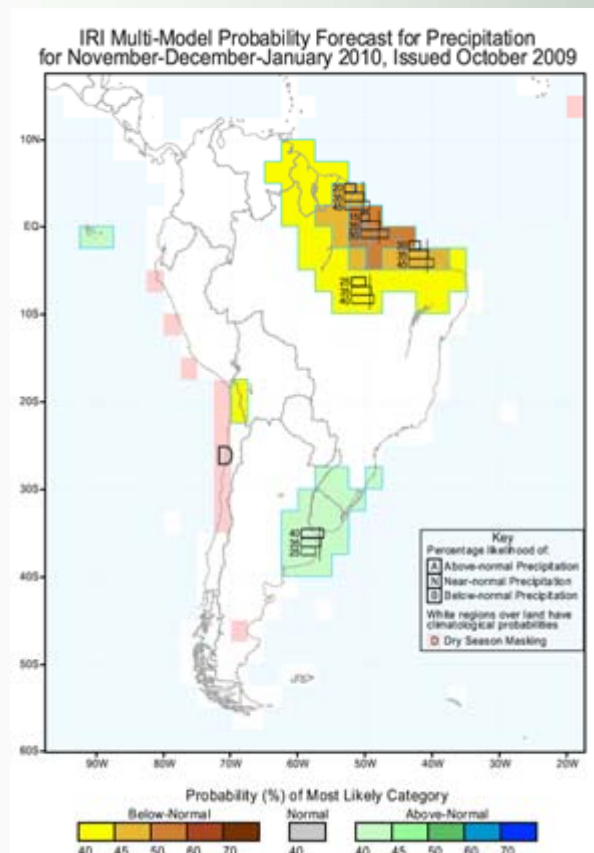 IRI Multi-Model Probability Forecast for Precipitation
for November-December-January 2010, Issued October 2009
10N
EQ
10S
20S
D
30S
40S
50S
60S
90W 80W 70W 60W 50W 40W 30W 20W
Key
Percentage likelihood of:
A Above-normal Precipitation
N Near-normal Precipitation
B Below-normal Precipitation
White regions over land have
climatological probabilities
D Dry Season Masking
Probability (%) of Most Likely Category
Below-Normal Normal Above-Normal
40 45 50 60 70 40 40 45 50 60 70